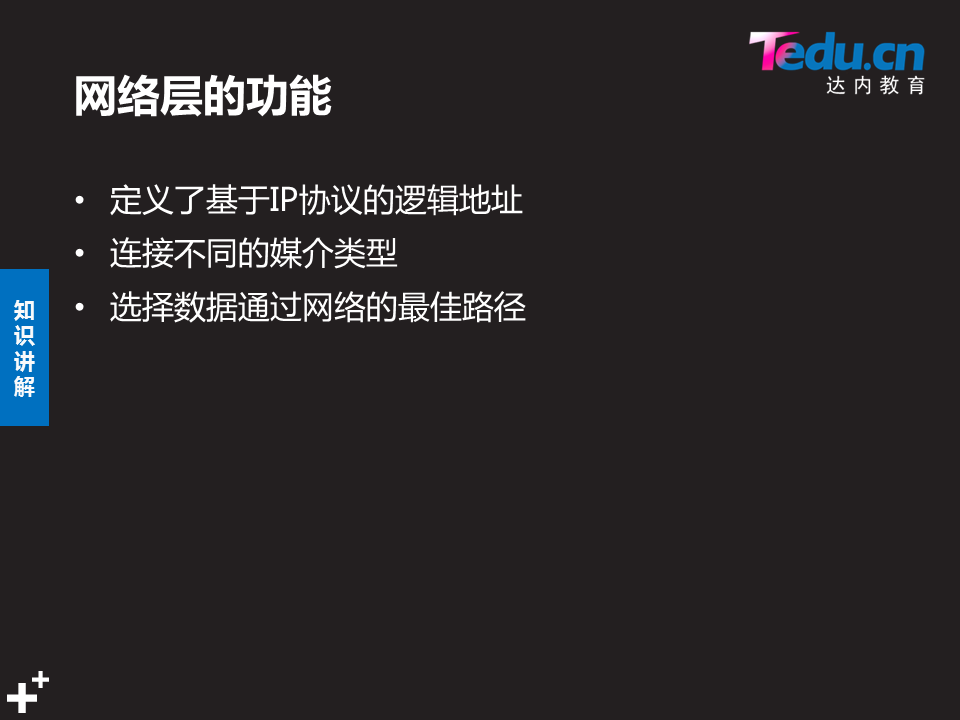 Tedu.cn
达内教育
网络层的功能
• 定义了基于IP协议的逻辑地址
• 连接不同的媒介类型
• 选择数据通过网络的最佳路径
知
识
讲
解